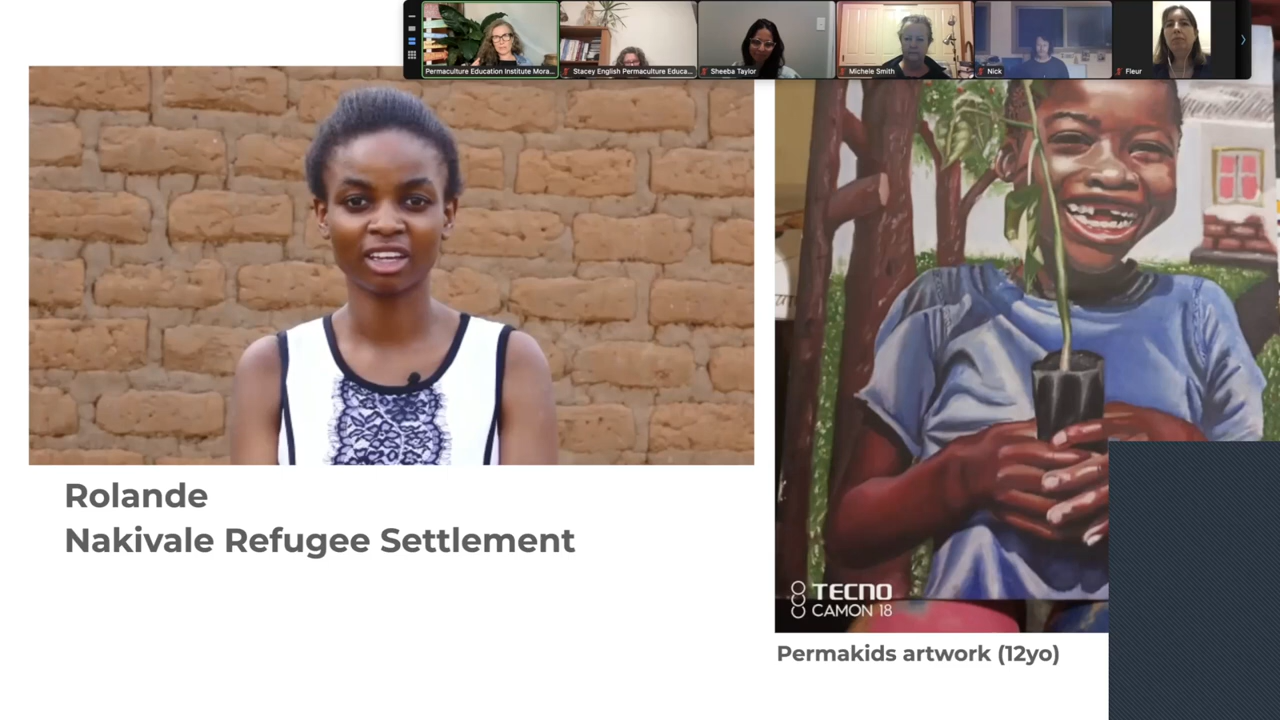 Permaculture Education Institute Mora...
Stacey English Permaculture Educa...
Sheeba Taylor
Michele Smith
Nick
Fleur
Rolande
Nakivale Refugee Settlement
TECNO
CAMON 18
Permakids artwork (12yo)